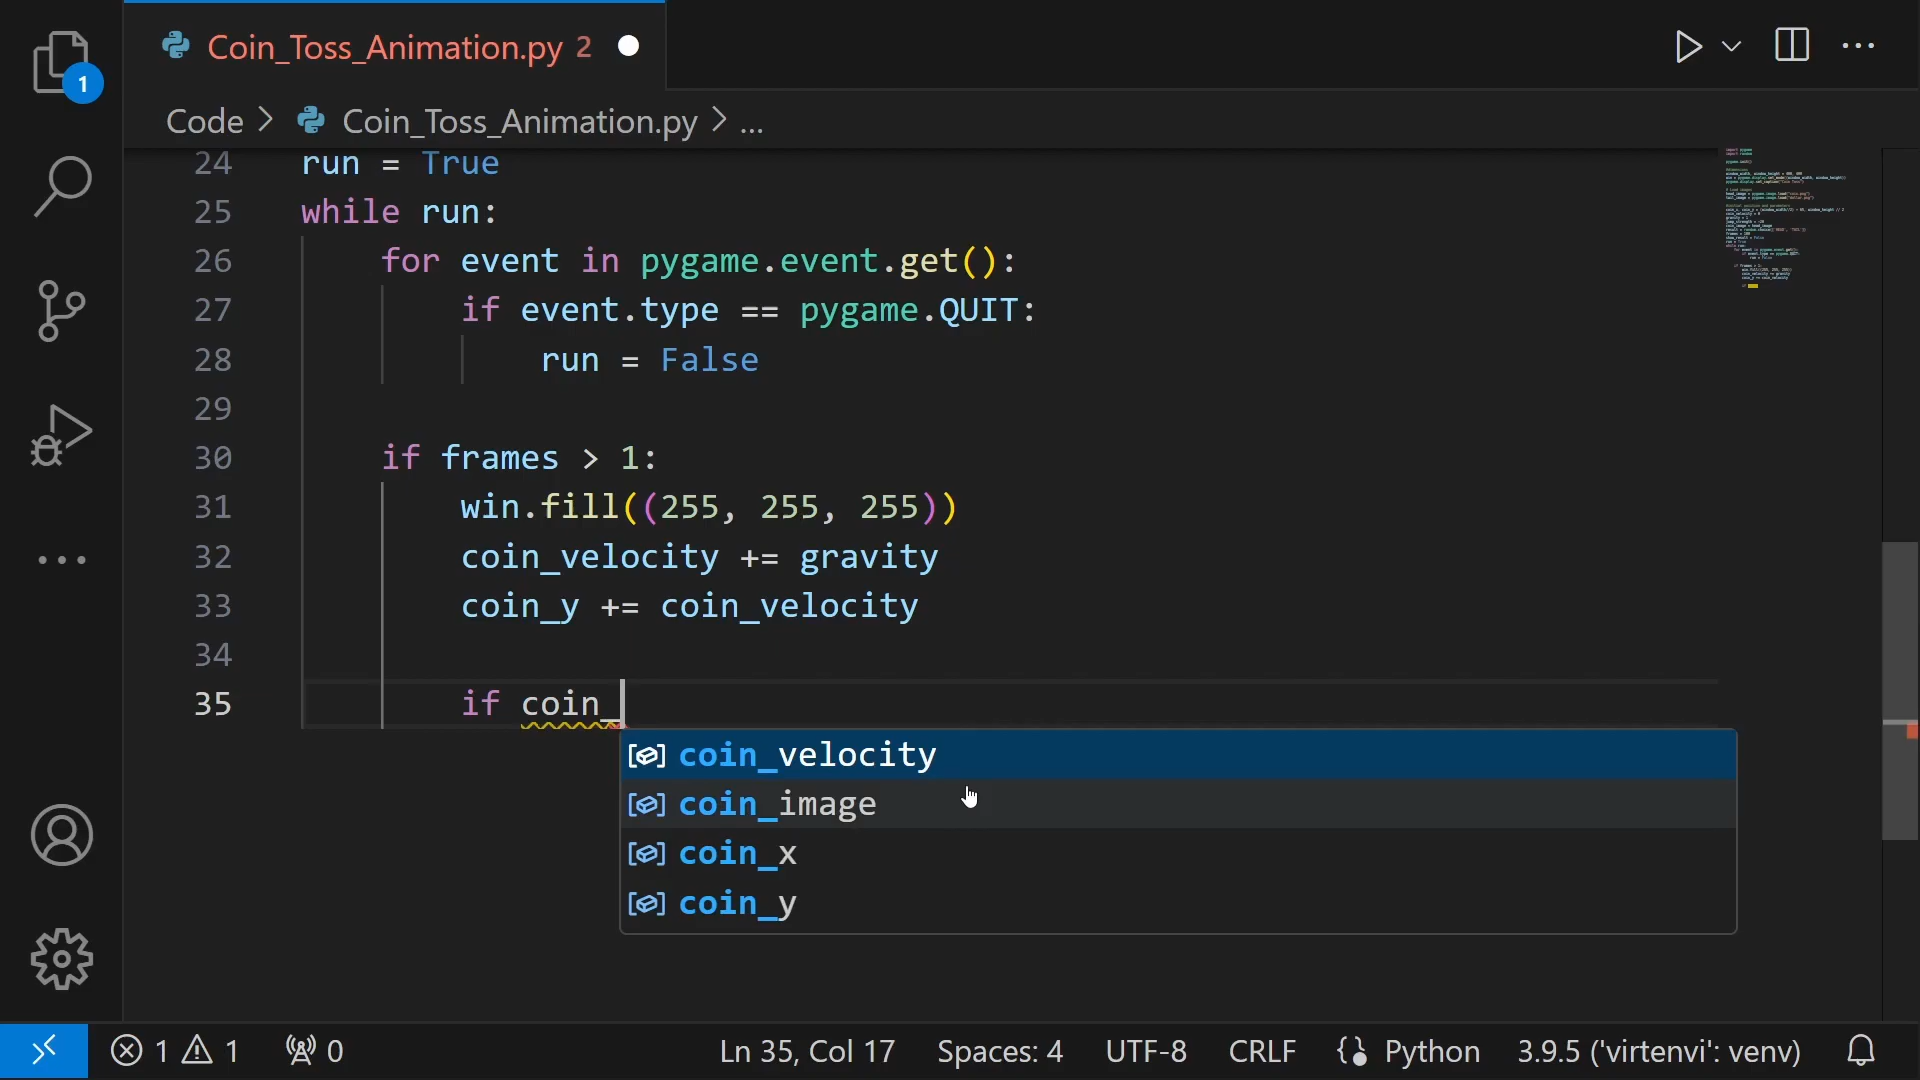 1
Coin_Toss_Animation.py 2
Code > Coin_Toss_Animation.py > ...
24 run = True
25 while run:
26 for event in pygame.event.get():
27 if event.type == pygame.QUIT:
28 run = False
29
30 if frames > 1:
31 win.fill((255, 255, 255))
32 coin_velocity += gravity
33 coin_y += coin_velocity
34
35 if coin_
coin_velocity
coin_image
coin_x
coin_y
1 1 0 Ln 35, Col 17 Spaces: 4 UTF-8 CRLF Python 3.9.5 ('virtenvi': venv)